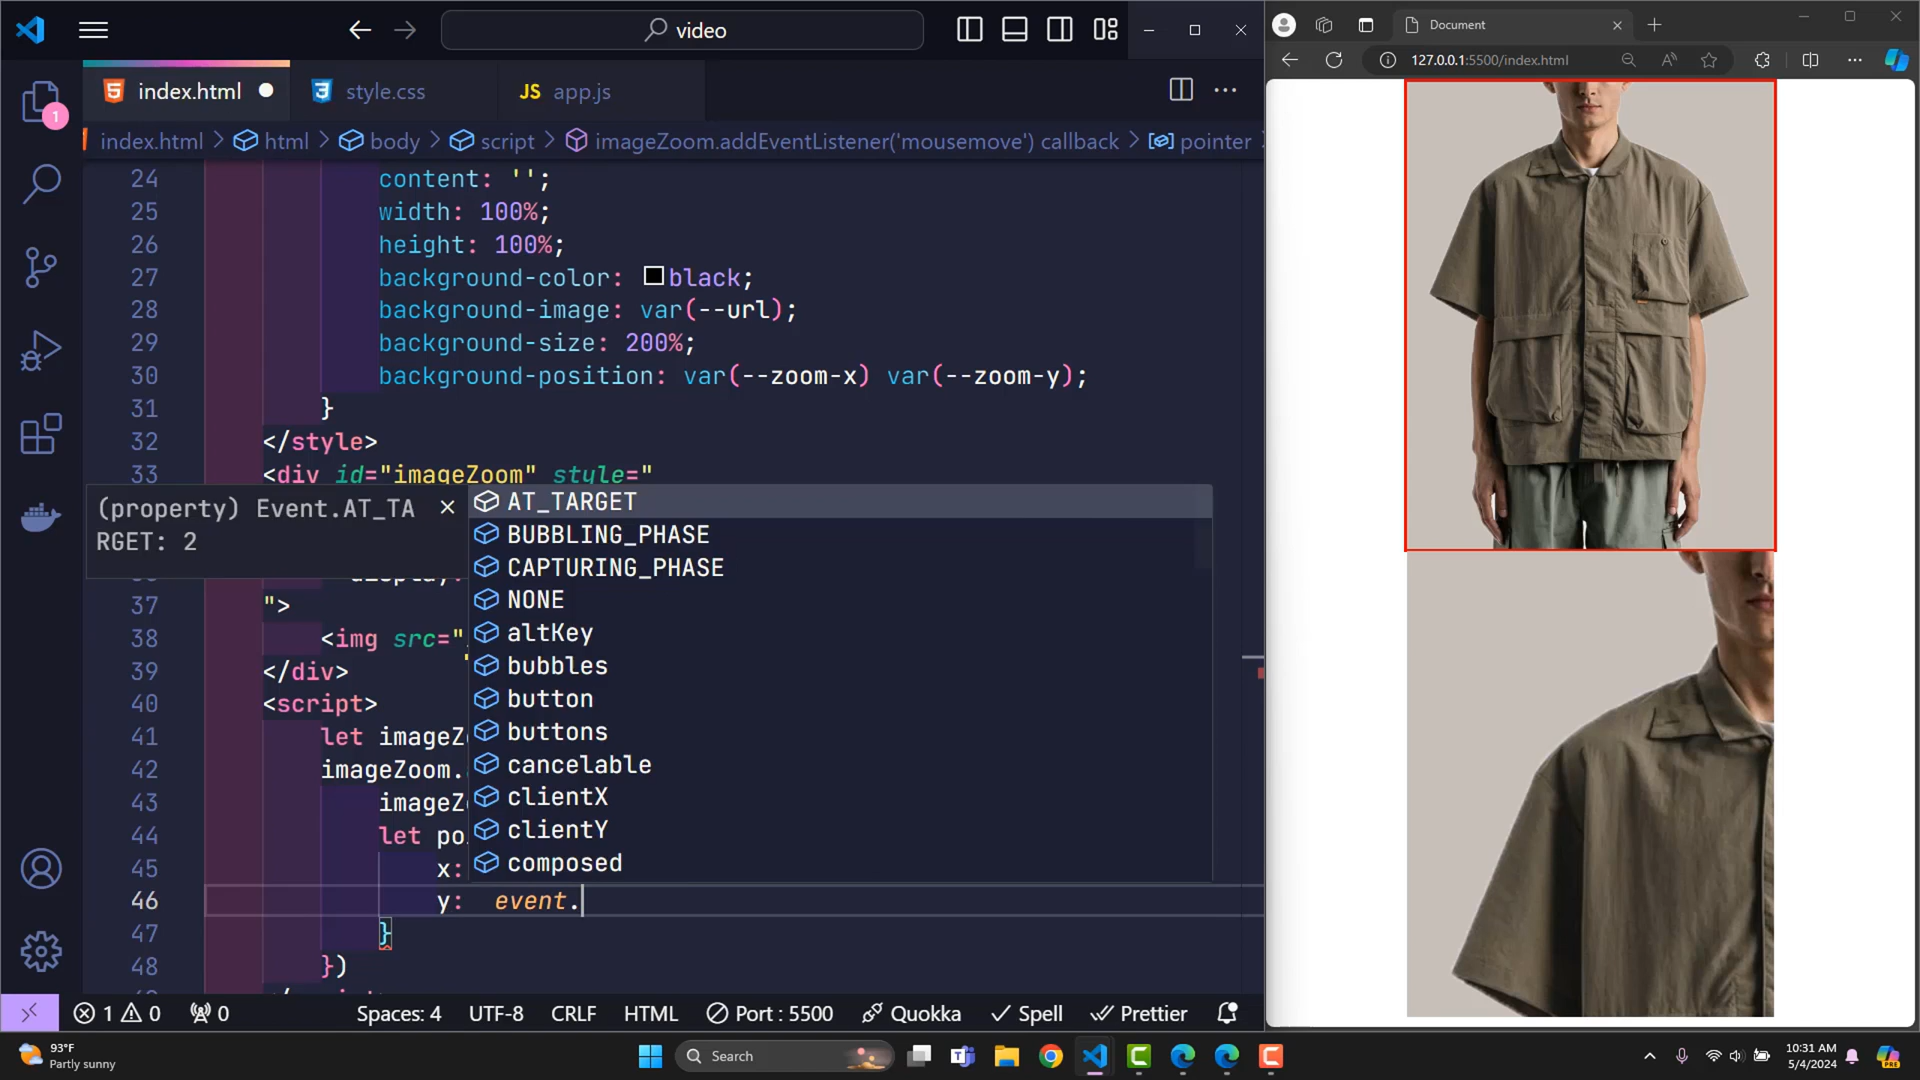 video
index.html
style.css
JS app.js
index.html > html > body > script > imageZoom.addEventListener('mousemove') callback > pointer
24 content: '';
25 width: 100%;
26 height: 100%;
27 background-color: black;
28 background-image: var(--url);
29 background-size: 200%;
30 background-position: var(--zoom-x) var(--zoom-y);
31 }
32 </style>
33 <div id="imageZoom" style="
(property) Event.AT_TA
RGET: 2
AT_TARGET
BUBBLING_PHASE
CAPTURING_PHASE
NONE
altKey
bubbles
button
buttons
cancelable
clientX
clientY
composed
display:
37 ">
38 <img src="
39 </div>
40 <script>
41 let imageZ
42 imageZoom.
43 imageZo
44 let po
45 x:
46 y: event.
47 }
48 })
1
1 0 0
Spaces: 4
UTF-8
CRLF
HTML
Port : 5500
Quokka
Spell
Prettier
Document
127.0.0.1:5500/index.html
93°F
Partly sunny
Search
10:31 AM
5/4/2024
PRE